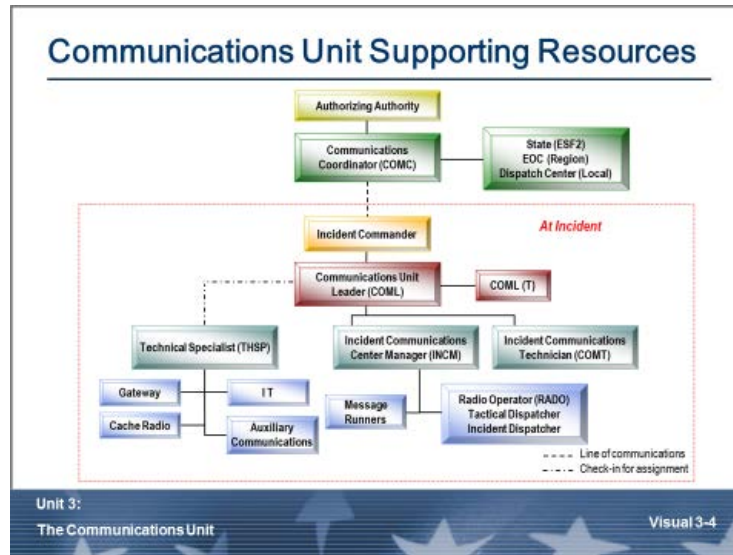 Communications Unit Supporting Resources
Authorizing Authority
Communications
Coordinator (COMC)
State (ESF2)
EOC (Region)
Dispatch Center (Local)
At Incident
Incident Commander
Communications Unit
Leader (COML)
COML (T)
Technical Specialist (THSP)
Incident Communications
Center Manager (INCM)
Incident Communications
Technician (COMT)
Gateway
IT
Cache Radio
Auxiliary
Communications
Message
Runners
Radio Operator (RADO)
Tactical Dispatcher
Incident Dispatcher
Line of communications
Check-in for assignment
Unit 3:
The Communications Unit
Visual 3-4